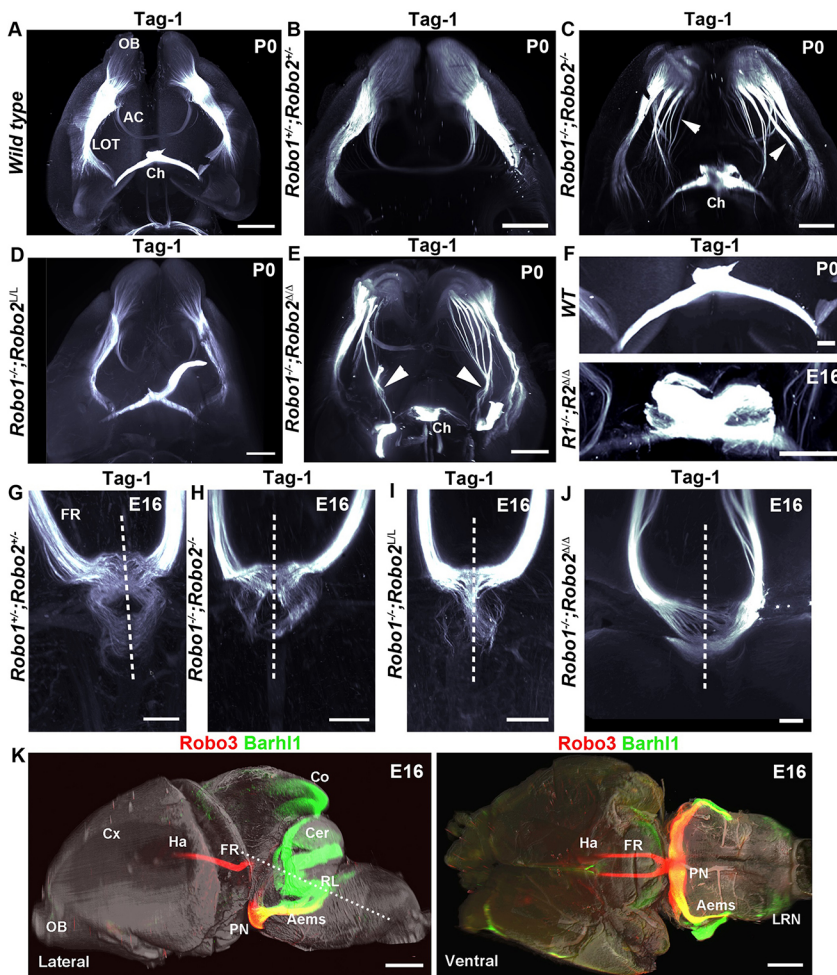 Tag-1
A
OB
P0
AC
LOT
Ch
Wild type
Tag-1
B
P0
Robo1+/-;Robo2+/-
Tag-1
C
P0
Ch
Robo1-/-;Robo2-/-
Tag-1
D
P0
Robo1-/-;Robo2L/L
Tag-1
E
P0
Ch
Robo1-/-;Robo2Δ/Δ
Tag-1
F
P0
WT
E16
R1-/-;R2Δ/Δ
Tag-1
G
FR
E16
Robo1+/-;Robo2+/-
Tag-1
H
E16
Robo1-/-;Robo2-/-
Tag-1
I
E16
Robo1-/-;Robo2L/L
Tag-1
J
E16
Robo1-/-;Robo2Δ/Δ
Robo3 Barhl1
K
E16
Co
Cx
Cer
Ha
FR
RL
Aems
PN
OB
Lateral
Robo3 Barhl1
E16
Ha
FR
PN
Aems
LRN
Ventral